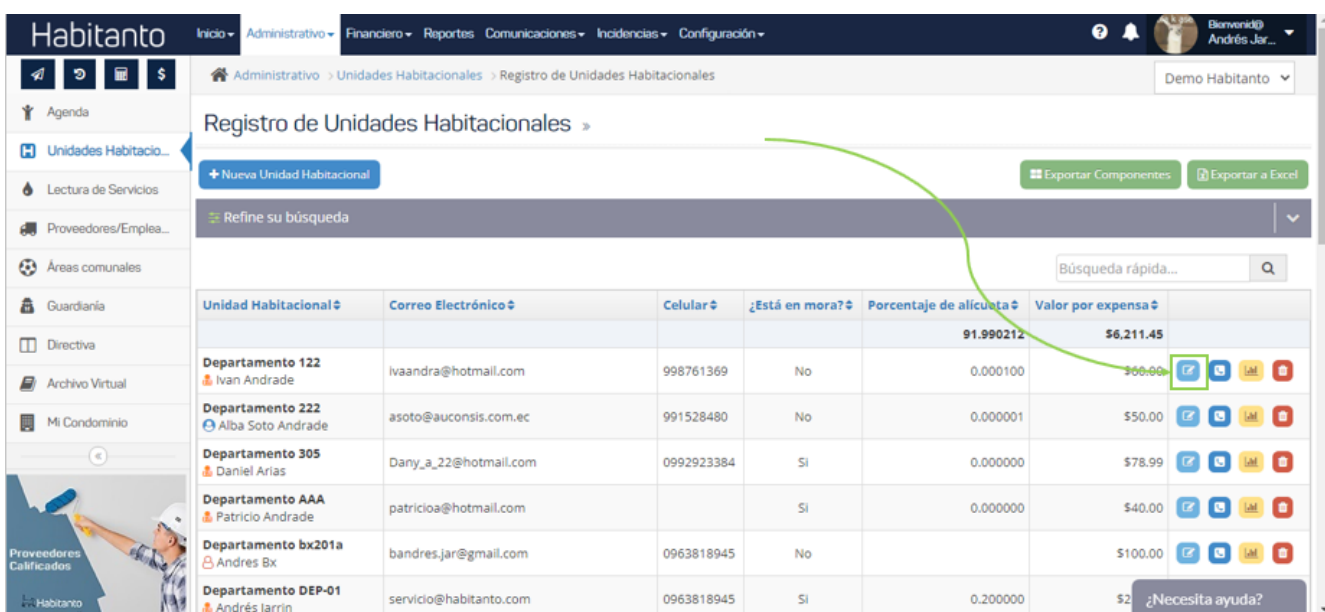 Habitanto
Inicio Administrativo Financiero Reportes Comunicaciones Incidencias Configuración
Bienvenid@
Andrés Jar...
Administrativo > Unidades Habitacionales > Registro de Unidades Habitacionales
Demo Habitanto
Agenda
Unidades Habitacio...
Lectura de Servicios
Proveedores/Emplea...
Áreas comunales
Guardianía
Directiva
Archivo Virtual
Mi Condominio
Proveedores
Calificados
Habitanto
Registro de Unidades Habitacionales »
+ Nueva Unidad Habitacional
Exportar Componentes
Exportar a Excel
Refine su búsqueda
Búsqueda rápida...
Unidad Habitacional Correo Electrónico Celular ¿Está en mora? Porcentaje de alícuota Valor por expensa
91.990212 $6,211.45
Departamento 122
Ivan Andrade ivaandra@hotmail.com 998761369 No 0.000100 $60.00
Departamento 222
Alba Soto Andrade asoto@auconsis.com.ec 991528480 No 0.000001 $50.00
Departamento 305
Daniel Arias Dany_a_22@hotmail.com 0992923384 Si 0.000000 $78.99
Departamento AAA
Patricio Andrade patricioa@hotmail.com Si 0.000000 $40.00
Departamento bx201a
Andres Bx bandres.jar@gmail.com 0963818945 No $100.00
Departamento DEP-01
Andrés Jarrin servicio@habitanto.com 0963818945 Si 0.200000 $2
¿Necesita ayuda?